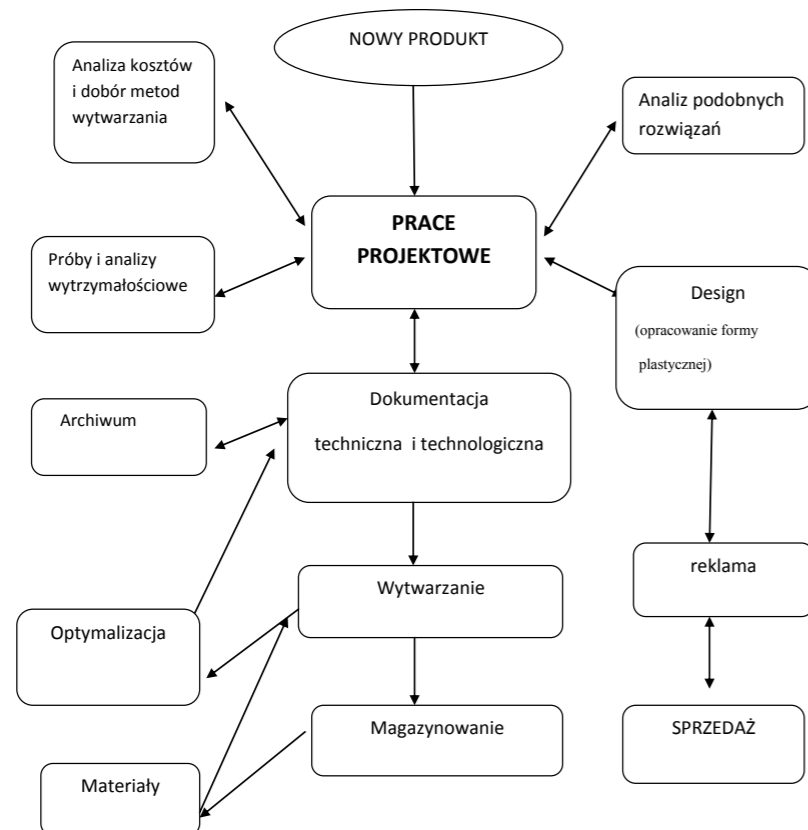 NOWY PRODUKT
Analiza kosztów
i dobór metod
wytwarzania
Analiz podobnych
rozwiązań
PRACE
PROJEKTOWE
Próby i analizy
wytrzymałościowe
Design
(opracowanie formy
plastycznej)
Dokumentacja
techniczna i technologiczna
Archiwum
reklama
Wytwarzanie
Optymalizacja
Magazynowanie
SPRZEDAŻ
Materiały